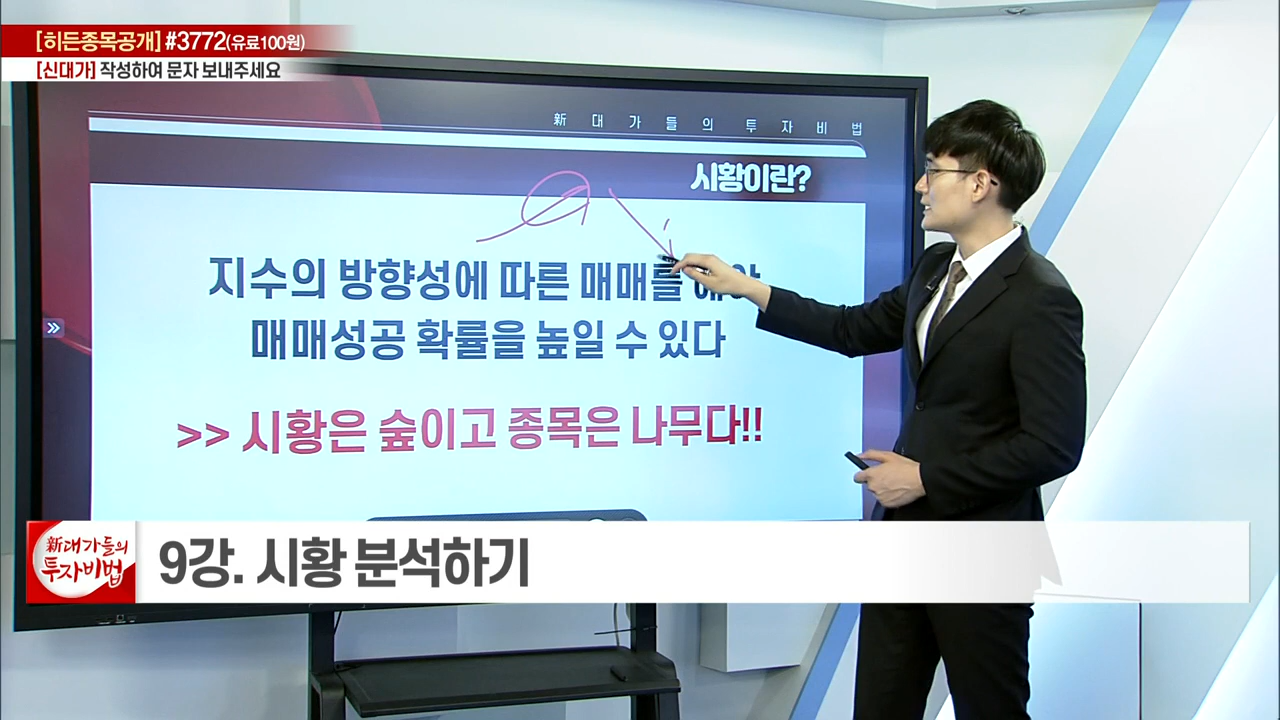 [히든종목공개] #3772(유료100원)
[신대가] 작성하여 문자 보내주세요
新 대 가 들 의 투 자 비 법
시황이란?
지수의 방향성에 따른 매매를 해야
매매성공 확률을 높일 수 있다
>> 시황은 숲이고 종목은 나무다!!
新대가들의
투자비법
9강. 시황 분석하기